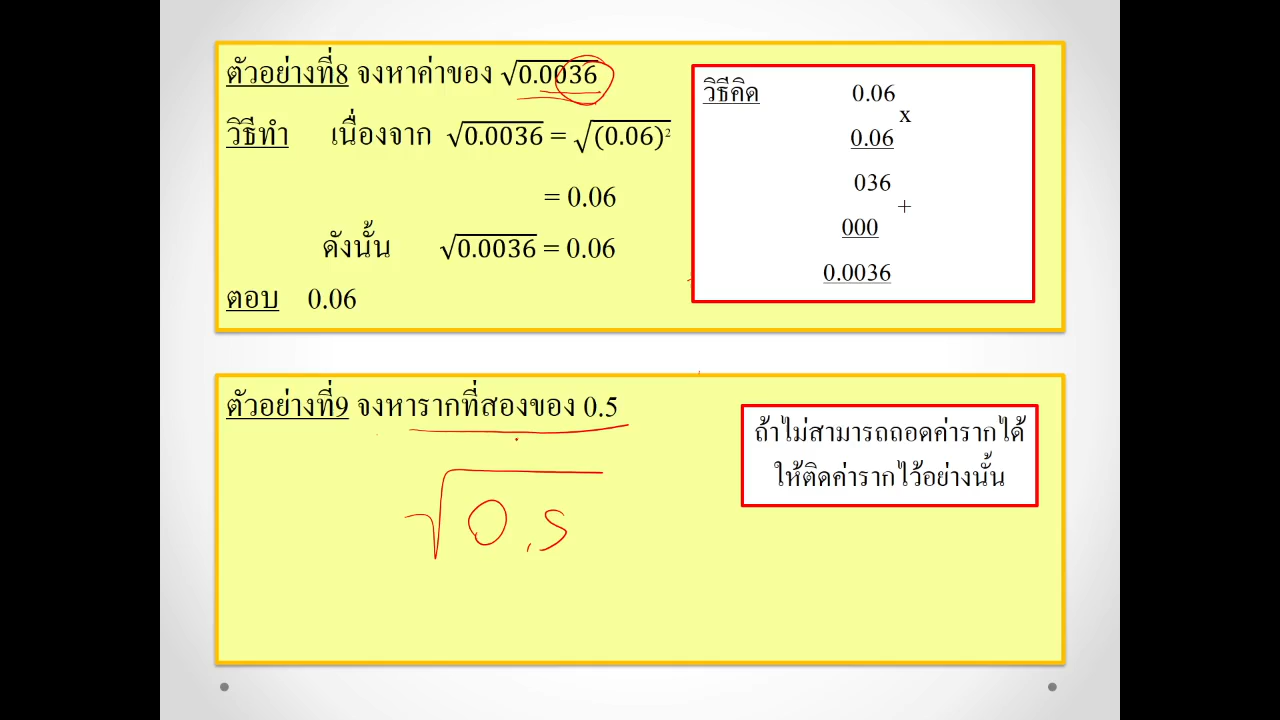 ตัวอย่างที่8 จงหาค่าของ √0.0036
วิธีทำ เนื่องจาก √0.0036 = √(0.06)²
= 0.06
ดังนั้น √0.0036 = 0.06
ตอบ 0.06
วิธีคิด 0.06
x
0.06
036
+
000
0.0036
ตัวอย่างที่9 จงหารากที่สองของ 0.5
√0.5
ถ้าไม่สามารถถอดค่ารากได้
ให้ติดค่ารากไว้อย่างนั้น